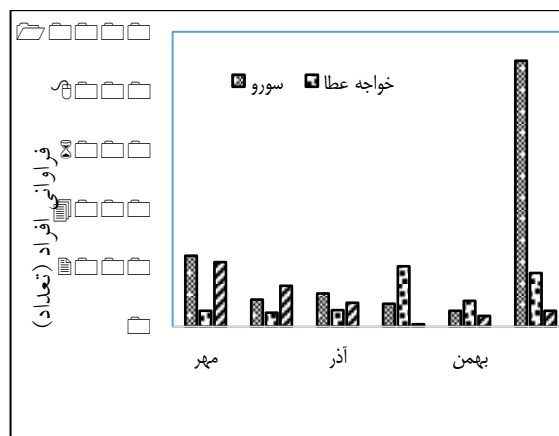 سورو
خواجه عطا
فراوانی افراد (تعداد)
مهر
آذر
بهمن